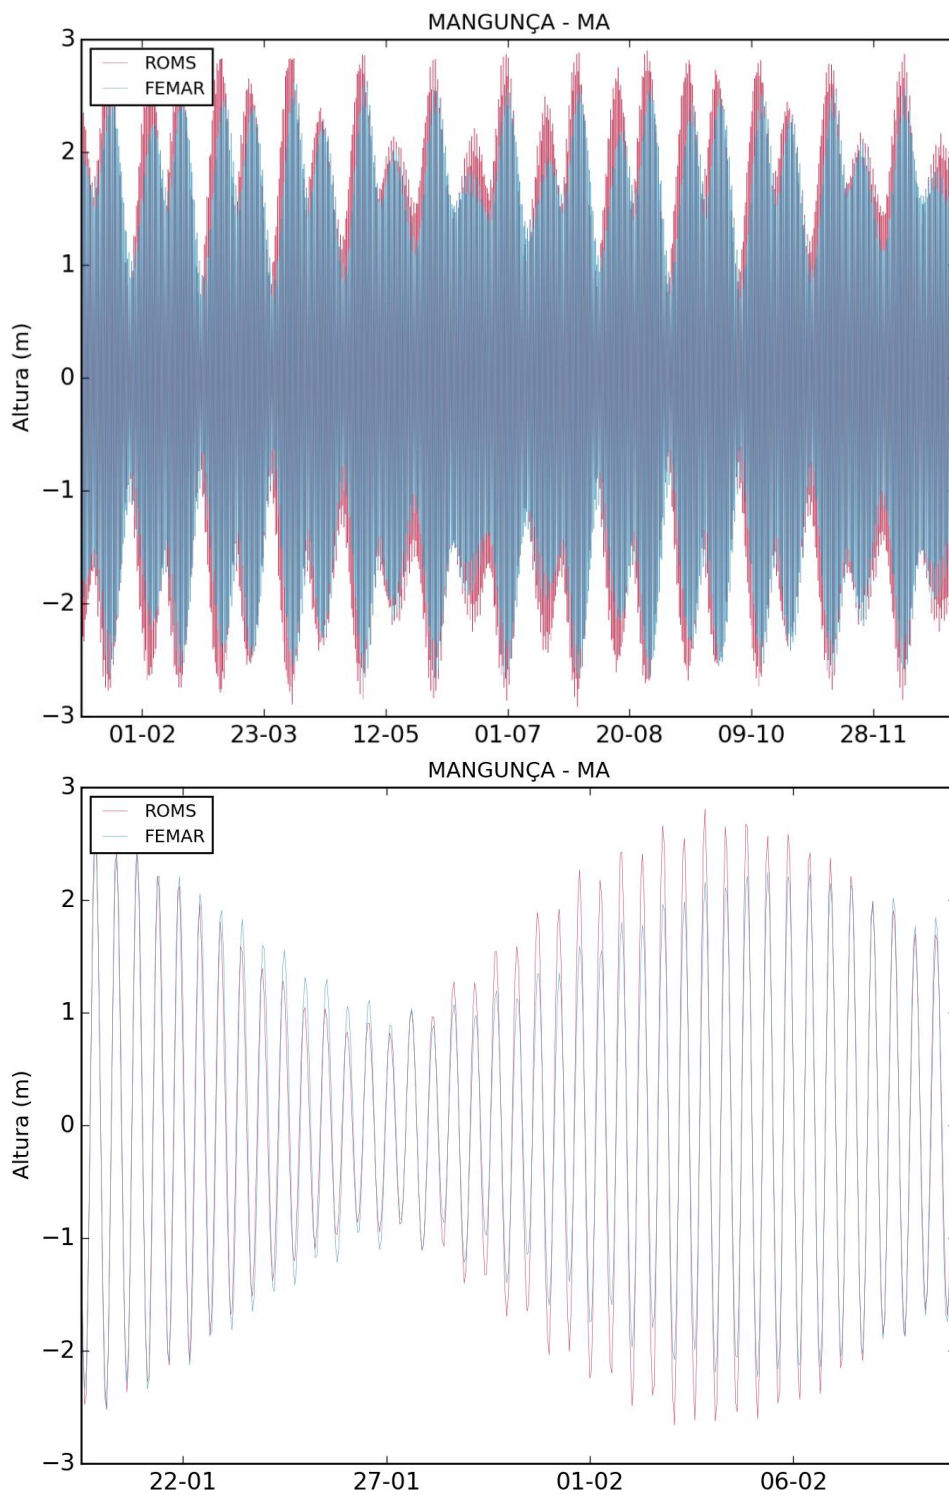 MANGUNÇA - MA
3
ROMS
FEMAR
2
1
0
−1
−2
−3
Altura (m)
01-02 23-03 12-05 01-07 20-08 09-10 28-11
MANGUNÇA - MA
3
ROMS
FEMAR
2
1
0
−1
−2
−3
Altura (m)
22-01 27-01 01-02 06-02